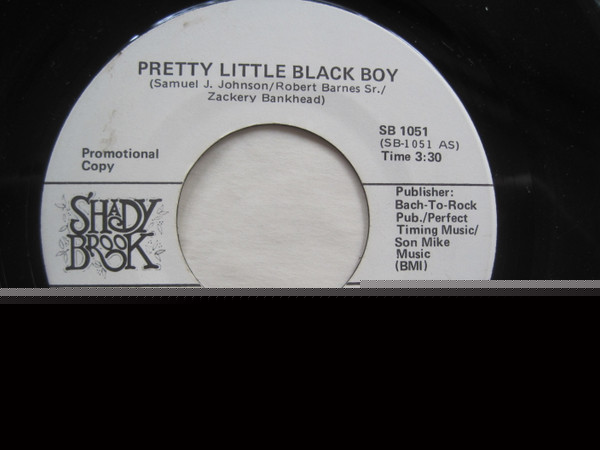 PRETTY LITTLE BLACK BOY
(Samuel J. Johnson/Robert Barnes Sr./
Zackery Bankhead)
SB 1051
(SB-1051 AS)
Time 3:30
Promotional
Copy
SHADY
BROOK
Publisher:
Bach-To-Rock
Pub./Perfect
Timing Music/
Son Mike
Music
(BMI)